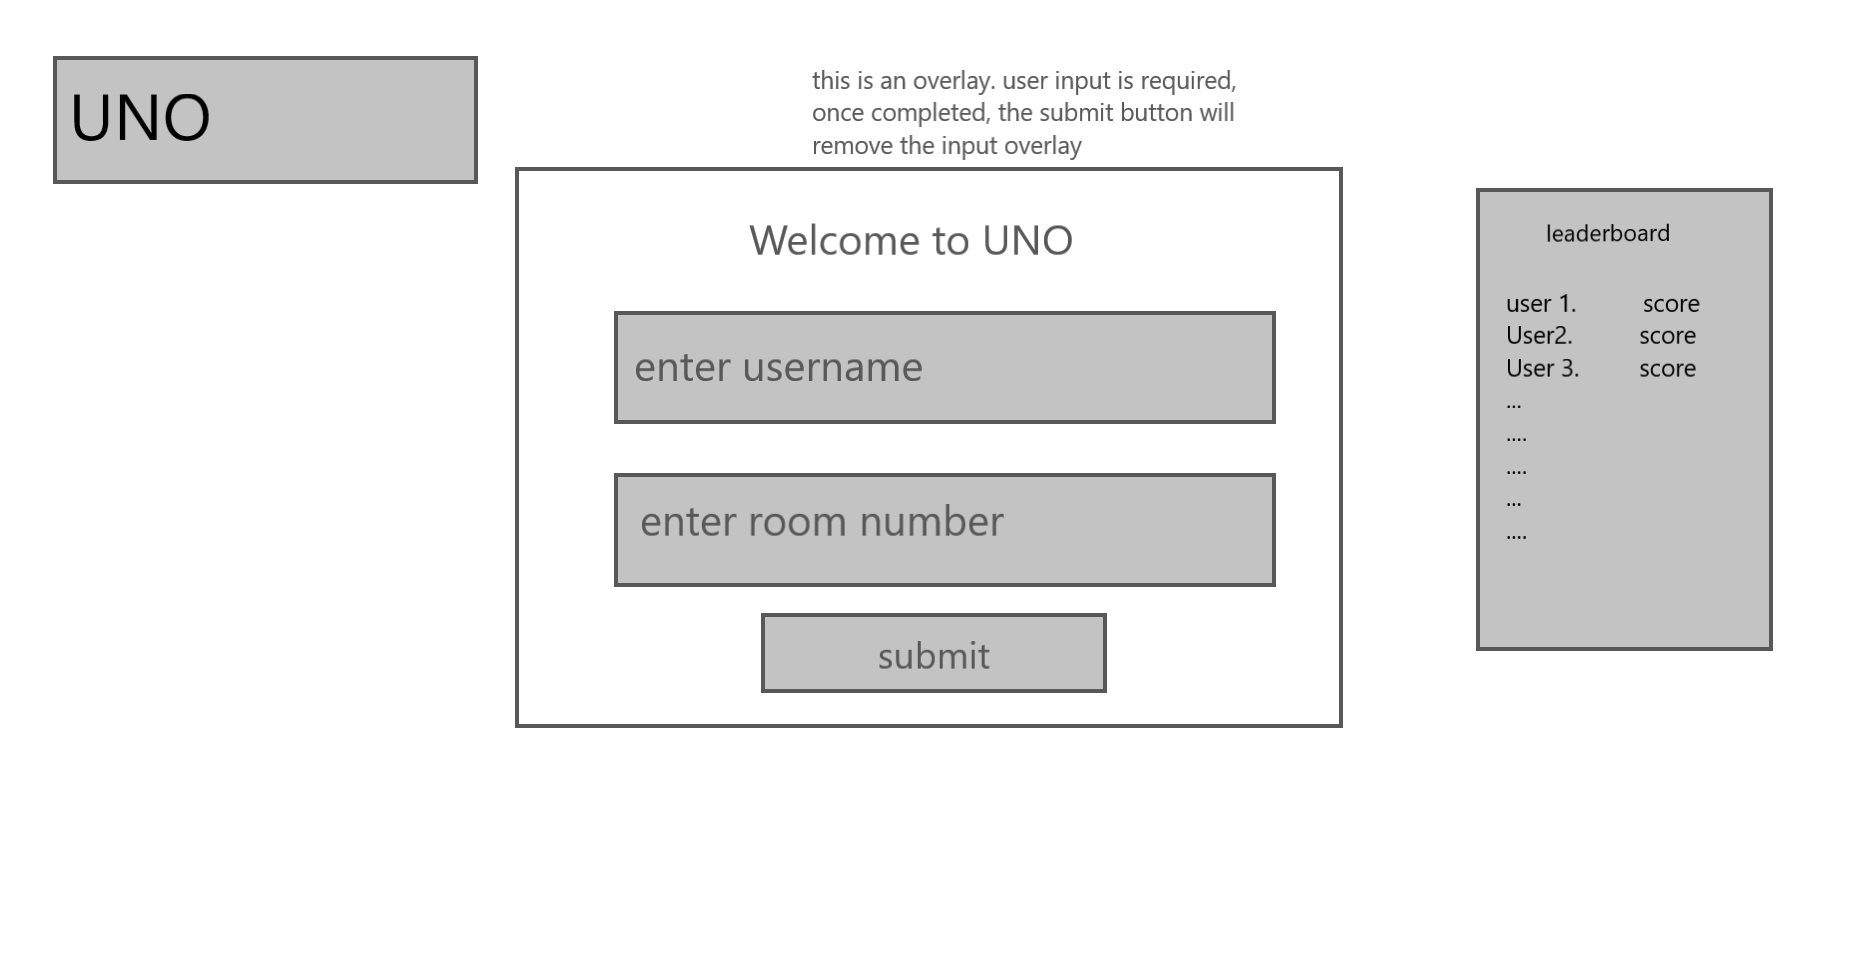 UNO
this is an overlay. user input is required,
once completed, the submit button will
remove the input overlay
Welcome to UNO
enter username
enter room number
submit
leaderboard
user 1. score
User2. score
User 3. score
...
....
....
...
....